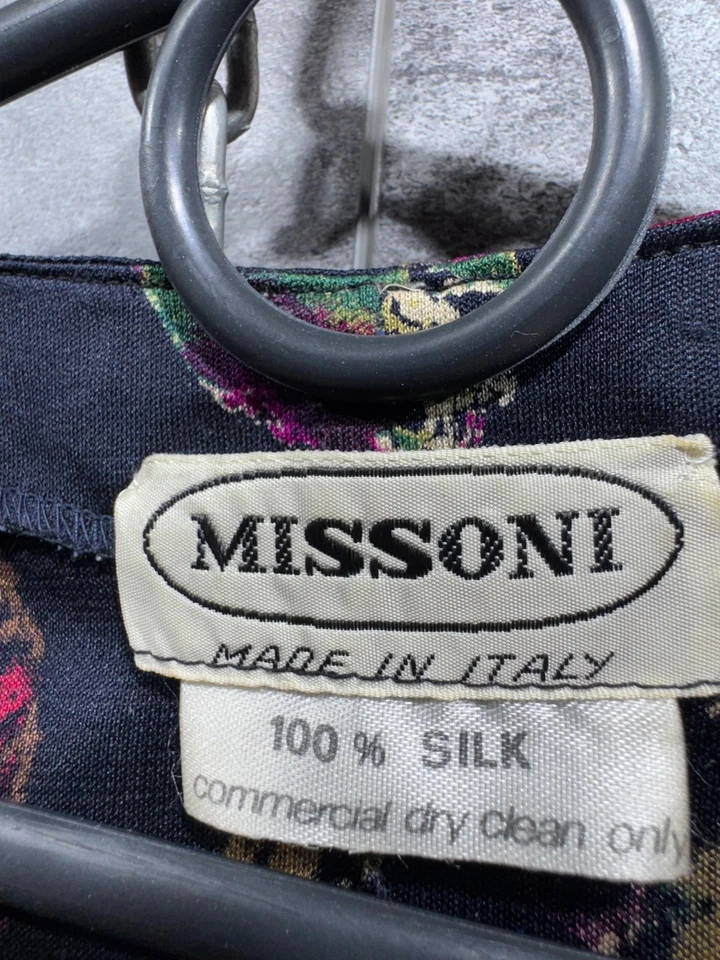 MISSONI
MADE IN ITALY
100 % SILK
commercial dry clean only